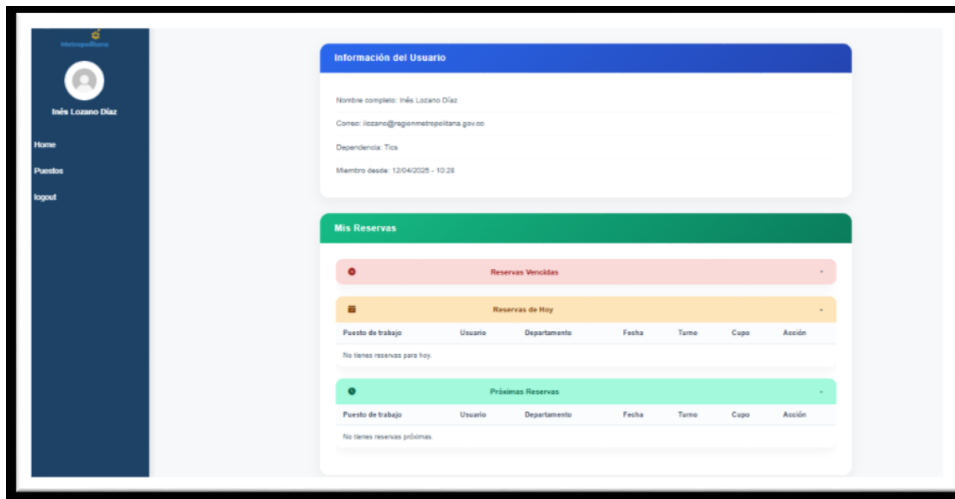 Metropolitana
Inés Lozano Díaz
Home
Puestos
logout
Información del Usuario
Nombre completo: Inés Lozano Díaz
Correo: ilozano@regionmetropolitana.gov.co
Dependencia: Tics
Miembro desde: 12/04/2025 - 10:28
Mis Reservas
Reservas Vencidas
Reservas de Hoy
Puesto de trabajo Usuario Departamento Fecha Turno Cupo Acción
No tienes reservas para hoy.
Próximas Reservas
Puesto de trabajo Usuario Departamento Fecha Turno Cupo Acción
No tienes reservas próximas.